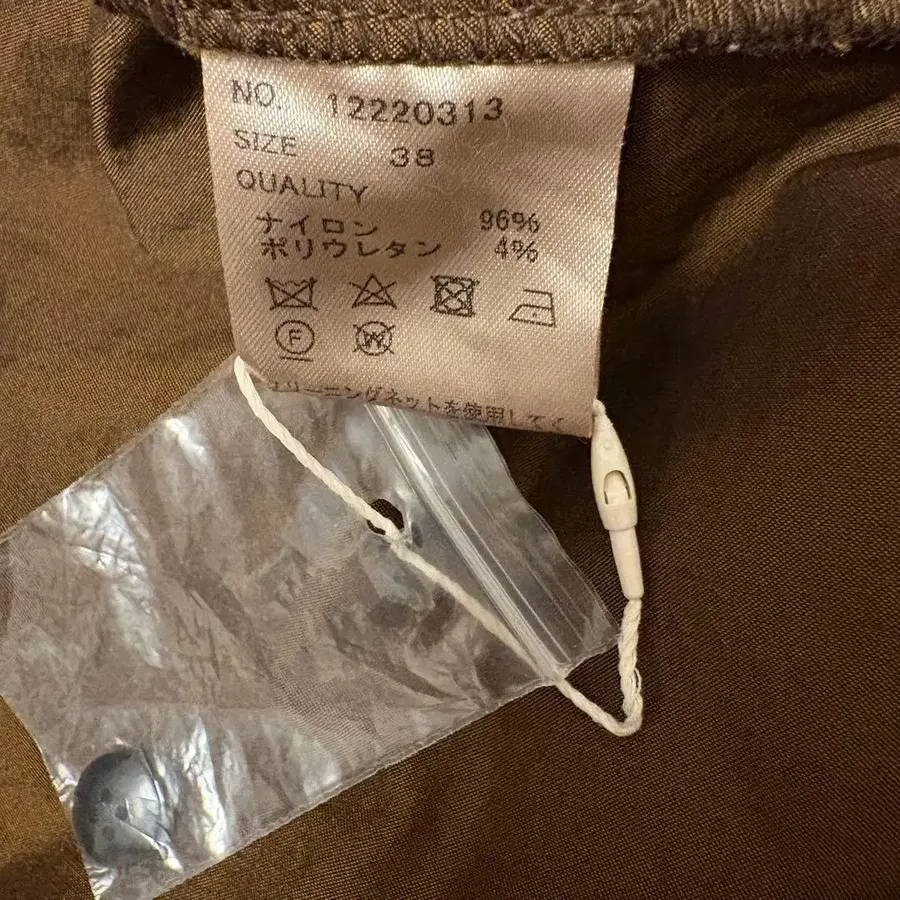 NO. 12220313
SIZE 38
QUALITY
ナイロン 96%
ポリウレタン 4%
F W
クリーニングネットを使用してく